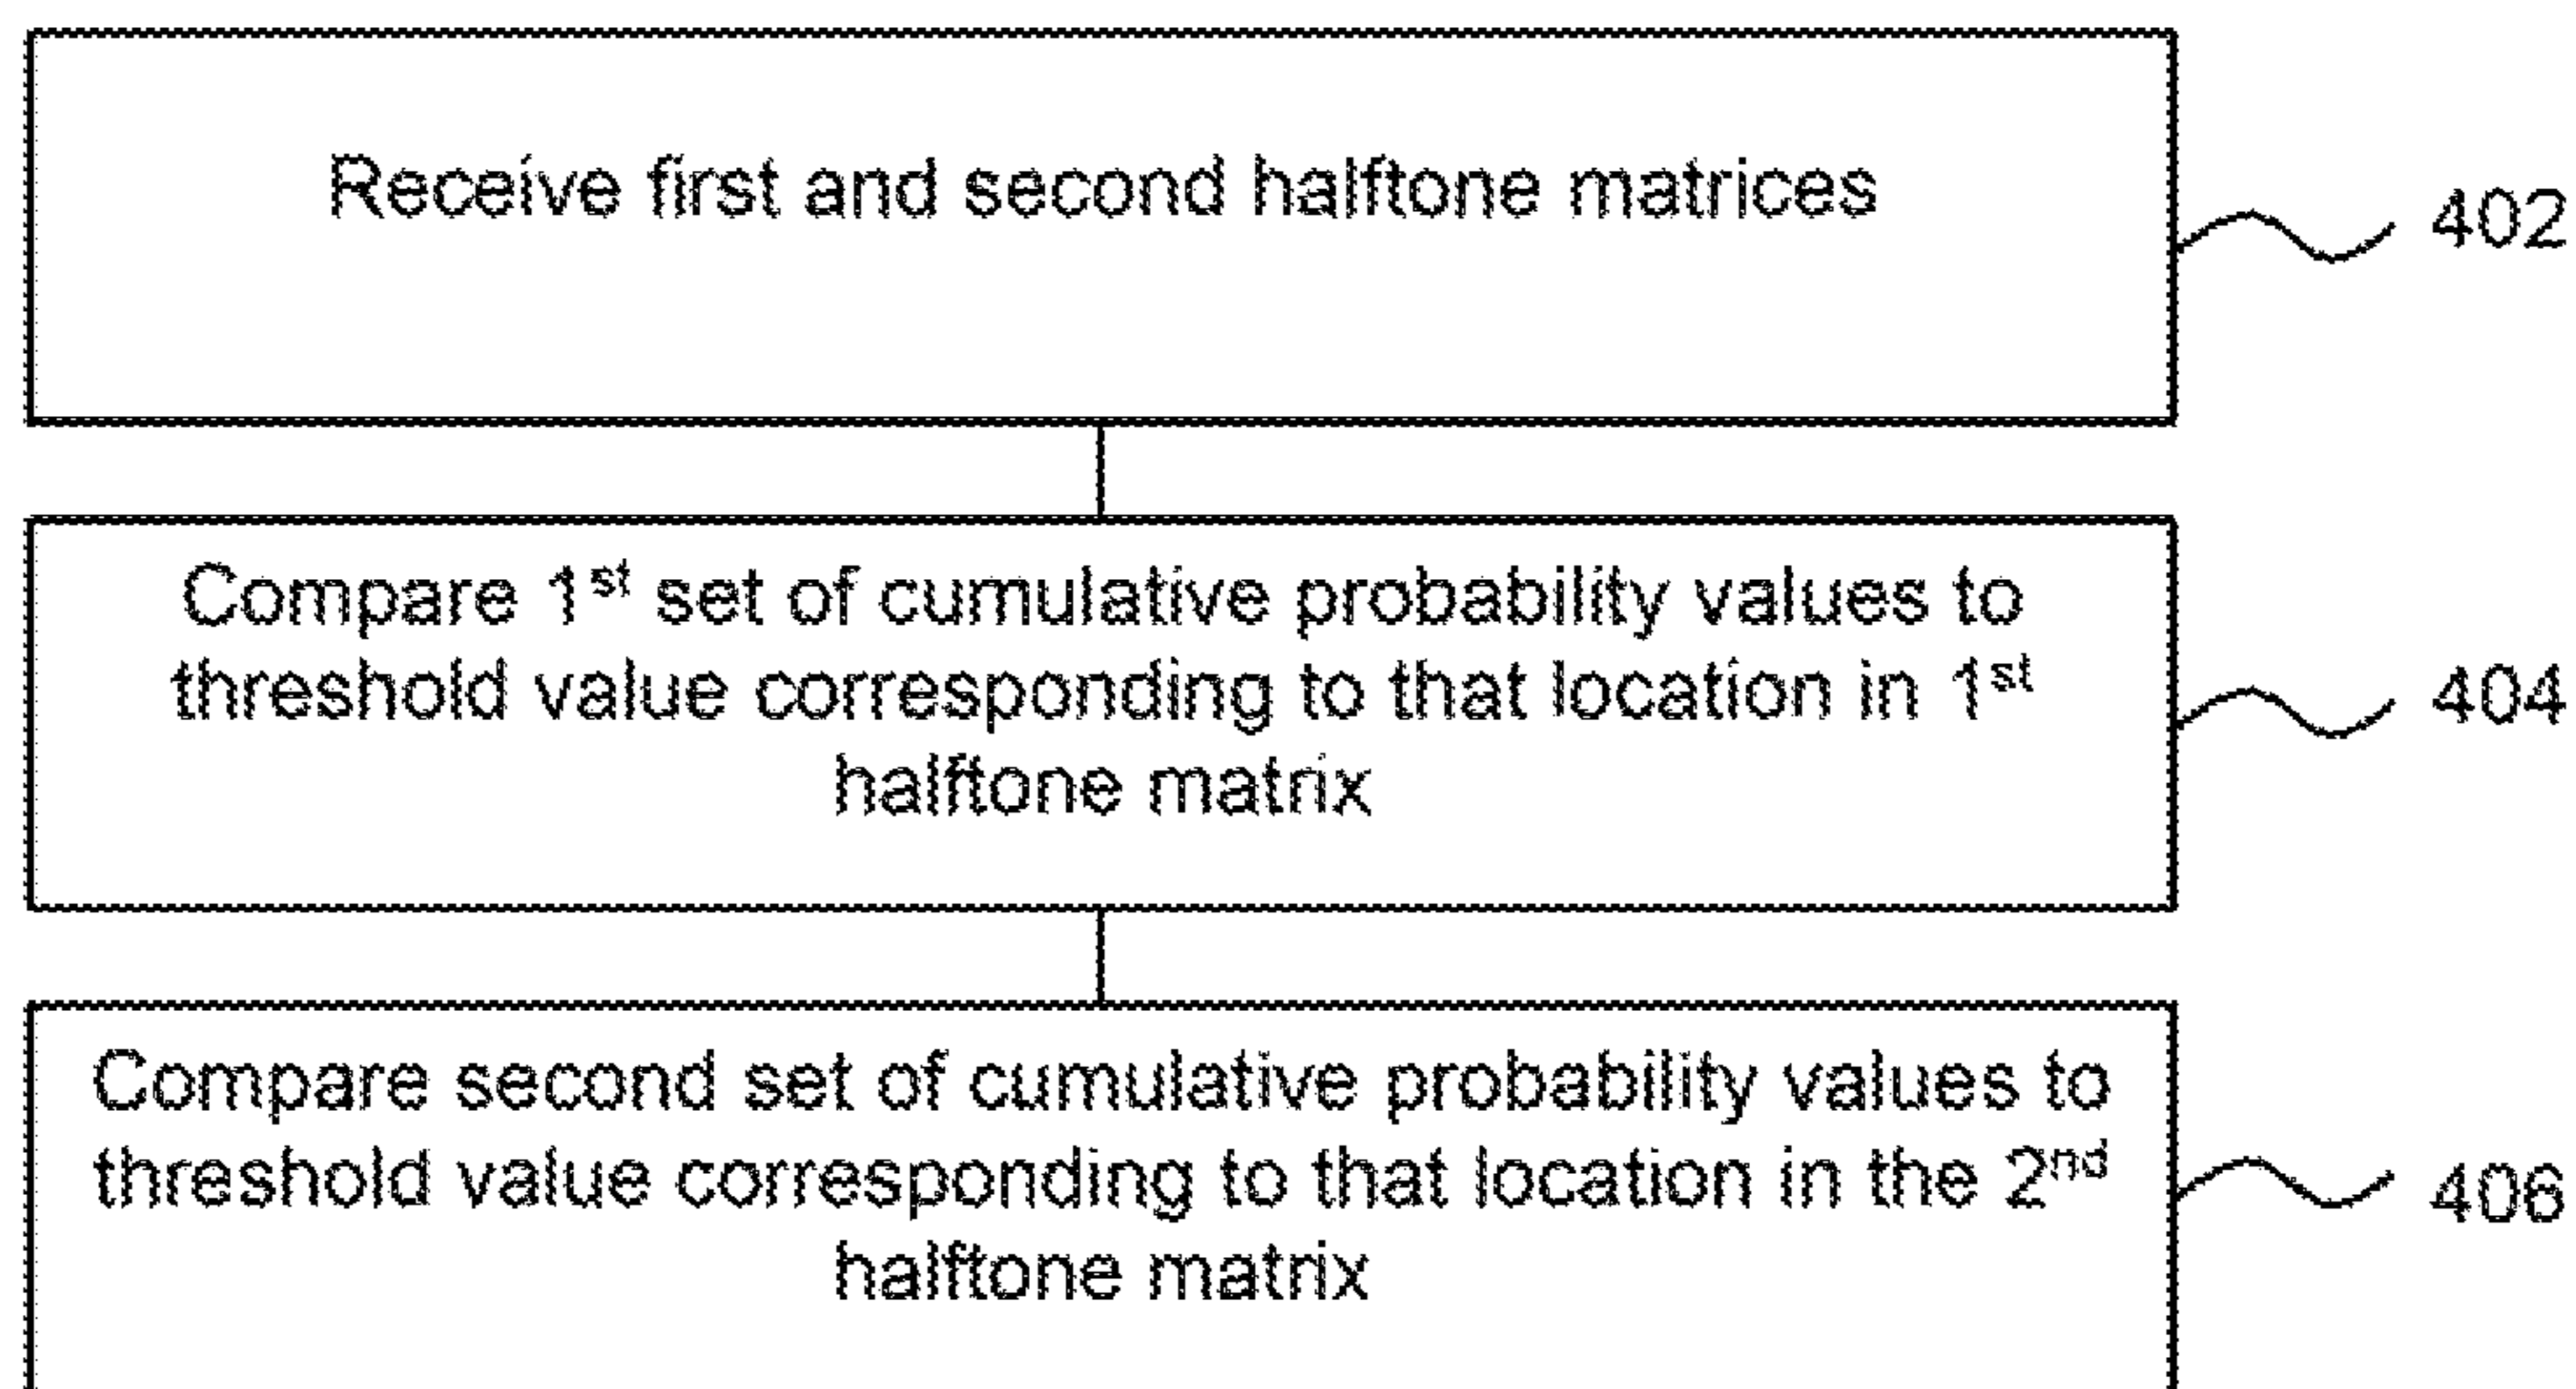 Receive first and second halftone matrices
402
Compare 1st set of cumulative probability values to
threshold value corresponding to that location in 1st
halftone matrix
404
Compare second set of cumulative probability values to
threshold value corresponding to that location in the 2nd
halftone matrix
406